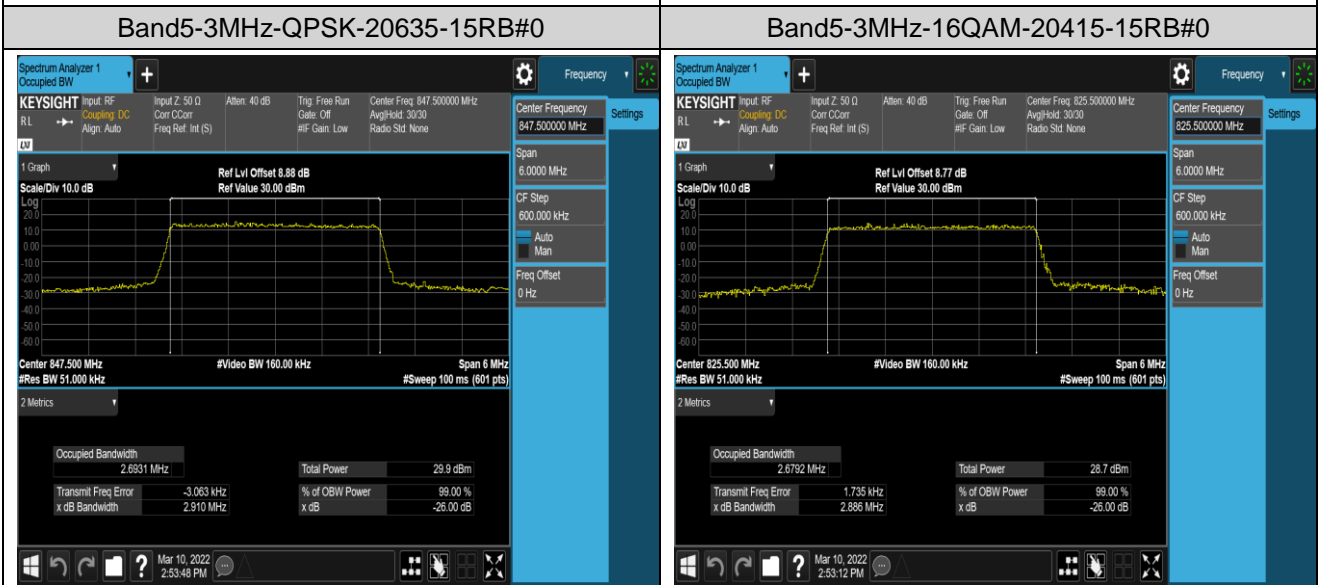 Band5-3MHz-QPSK-20635-15RB#0
Spectrum Analyzer 1
Occupied BW
+
Frequency
KEYSIGHT
RL
Input: RF
Coupling: DC
Align: Auto
Input Z: 50 Ω
Corr CCorr
Freq Ref: Int (S)
Atten: 40 dB
Trig: Free Run
Gate: Off
#IF Gain: Low
Center Freq: 847.500000 MHz
Avg|Hold: 30/30
Radio Std: None
LXI
Center Frequency
847.500000 MHz
Settings
Span
6.0000 MHz
CF Step
600.000 kHz
Auto
Man
Freq Offset
0 Hz
1 Graph
Ref Lvl Offset 8.88 dB
Scale/Div 10.0 dB
Ref Value 30.00 dBm
Log
20.0
10.0
0.00
-10.0
-20.0
-30.0
-40.0
-50.0
-60.0
Center 847.500 MHz
#Video BW 160.00 kHz
Span 6 MHz
#Res BW 51.000 kHz
#Sweep 100 ms (601 pts)
2 Metrics
Occupied Bandwidth
2.6931 MHz
Total Power 29.9 dBm
Transmit Freq Error -3.063 kHz
% of OBW Power 99.00 %
x dB Bandwidth 2.910 MHz
x dB -26.00 dB
?
Mar 10, 2022
2:53:48 PM
Band5-3MHz-16QAM-20415-15RB#0
Spectrum Analyzer 1
Occupied BW
+
Frequency
KEYSIGHT
RL
Input: RF
Coupling: DC
Align: Auto
Input Z: 50 Ω
Corr CCorr
Freq Ref: Int (S)
Atten: 40 dB
Trig: Free Run
Gate: Off
#IF Gain: Low
Center Freq: 825.500000 MHz
Avg|Hold: 30/30
Radio Std: None
LXI
Center Frequency
825.500000 MHz
Settings
Span
6.0000 MHz
CF Step
600.000 kHz
Auto
Man
Freq Offset
0 Hz
1 Graph
Ref Lvl Offset 8.77 dB
Scale/Div 10.0 dB
Ref Value 30.00 dBm
Log
20.0
10.0
0.00
-10.0
-20.0
-30.0
-40.0
-50.0
-60.0
Center 825.500 MHz
#Video BW 160.00 kHz
Span 6 MHz
#Res BW 51.000 kHz
#Sweep 100 ms (601 pts)
2 Metrics
Occupied Bandwidth
2.6792 MHz
Total Power 28.7 dBm
Transmit Freq Error 1.735 kHz
% of OBW Power 99.00 %
x dB Bandwidth 2.886 MHz
x dB -26.00 dB
?
Mar 10, 2022
2:53:12 PM